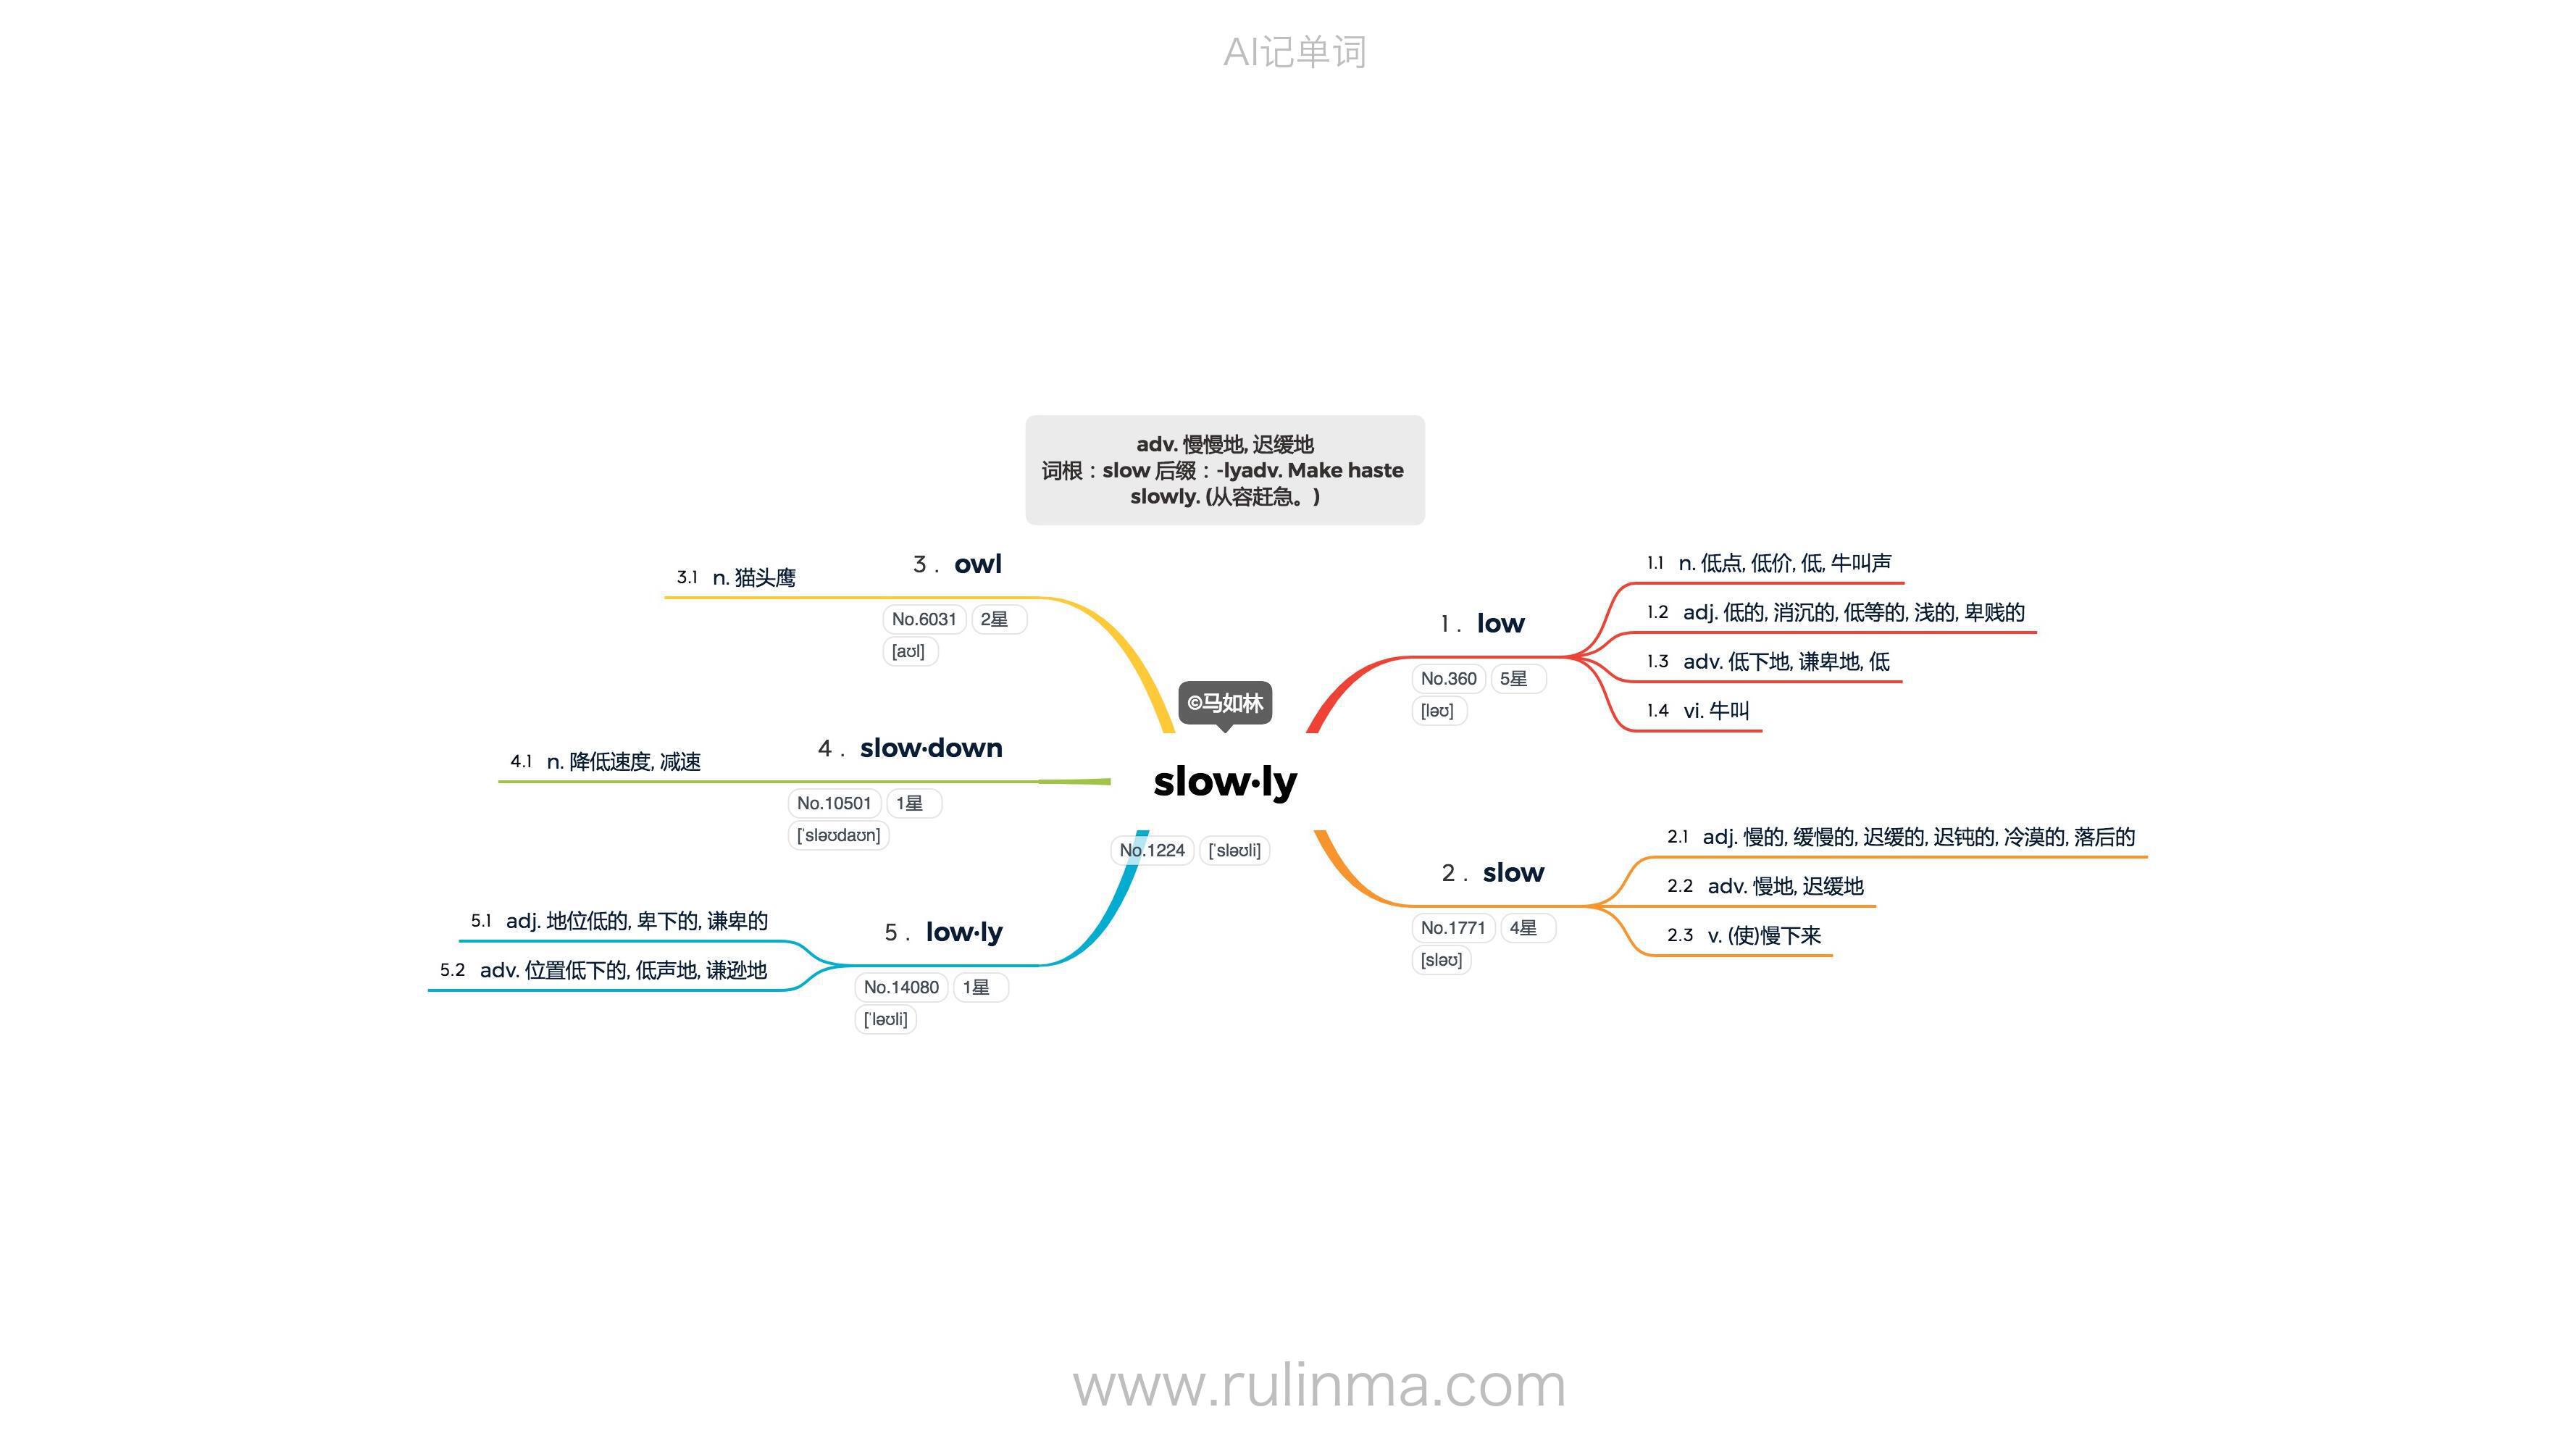 AI记单词
adv. 慢慢地, 迟缓地
词根：slow 后缀：-lyadv. Make haste
slowly. (从容赶急。)
©马如林
slow·ly
No.1224 [ˈsləʊli]
1. low
No.360 5星
[ləʊ]
1.1 n. 低点, 低价, 低, 牛叫声
1.2 adj. 低的, 消沉的, 低等的, 浅的, 卑贱的
1.3 adv. 低下地, 谦卑地, 低
1.4 vi. 牛叫
2. slow
No.1771 4星
[sləʊ]
2.1 adj. 慢的, 缓慢的, 迟缓的, 迟钝的, 冷漠的, 落后的
2.2 adv. 慢地, 迟缓地
2.3 v. (使)慢下来
3. owl
No.6031 2星
[aʊl]
3.1 n. 猫头鹰
4. slow·down
No.10501 1星
[ˈsləʊdaʊn]
4.1 n. 降低速度, 减速
5. low·ly
No.14080 1星
[ˈləʊli]
5.1 adj. 地位低的, 卑下的, 谦卑的
5.2 adv. 位置低下的, 低声地, 谦逊地
www.rulinma.com